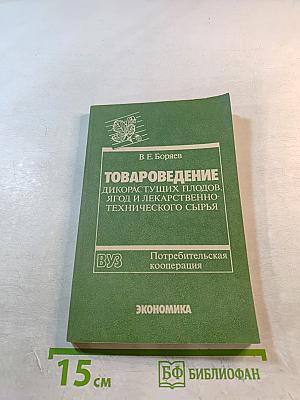 В. Е. Боряев
ТОВАРОВЕДЕНИЕ
ДИКОРАСТУЩИХ ПЛОДОВ,
ЯГОД И ЛЕКАРСТВЕННО-
ТЕХНИЧЕСКОГО СЫРЬЯ
ВУЗ
Потребительская
кооперация
ЭКОНОМИКА
15 см
БФ БИБЛИОФАН